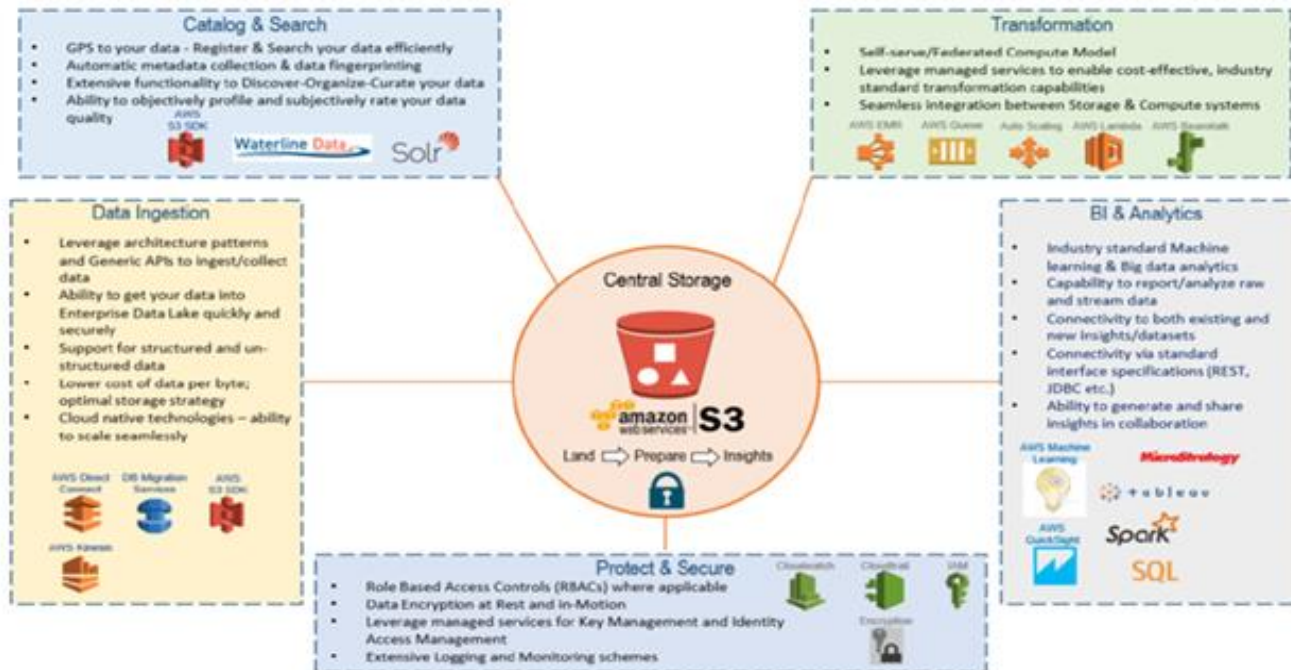 Catalog & Search
• GPS to your data - Register & Search your data efficiently
• Automatic metadata collection & data fingerprinting
• Extensive functionality to Discover-Organize-Curate your data
• Ability to objectively profile and subjectively rate your data
quality
AWS
S3 SDK
Waterline Data
Solr
Transformation
• Self-serve/Federated Compute Model
• Leverage managed services to enable cost-effective, industry
standard transformation capabilities
• Seamless integration between Storage & Compute systems
AWS EMR AWS Queue Auto Scaling AWS Lambda AWS Beanstalk
Data Ingestion
• Leverage architecture patterns
and Generic APIs to ingest/collect
data
• Ability to get your data into
Enterprise Data Lake quickly and
securely
• Support for structured and un-
structured data
• Lower cost of data per byte;
optimal storage strategy
• Cloud native technologies – ability
to scale seamlessly
AWS Direct
Connect
DB Migration
Services
AWS
S3 SDK
AWS Kinesis
Central Storage
amazon
web services
S3
Land Prepare Insights
BI & Analytics
• Industry standard Machine
learning & Big data analytics
• Capability to report/analyze raw
and stream data
• Connectivity to both existing and
new insights/datasets
• Connectivity via standard
interface specifications (REST,
JDBC etc.)
• Ability to generate and share
insights in collaboration
AWS Machine
Learning
MicroStrategy
tableau
AWS
QuickSight
Spark
SQL
Protect & Secure
• Role Based Access Controls (RBACs) where applicable
• Data Encryption at Rest and in-Motion
• Leverage managed services for Key Management and Identity
Access Management
• Extensive Logging and Monitoring schemes
Cloudwatch Cloudtrail IAM
Encryption